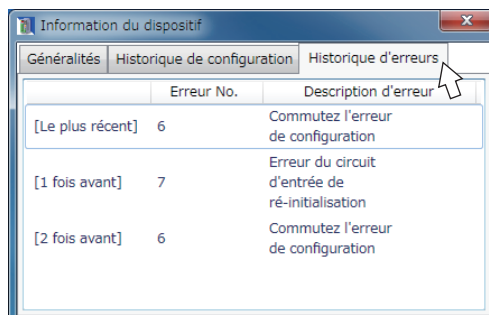 Information du dispositif
Généralités Historique de configuration Historique d'erreurs
Erreur No. Description d'erreur
[Le plus récent] 6 Commutez l'erreur
de configuration
[1 fois avant] 7 Erreur du circuit
d'entrée de
ré-initialisation
[2 fois avant] 6 Commutez l'erreur
de configuration